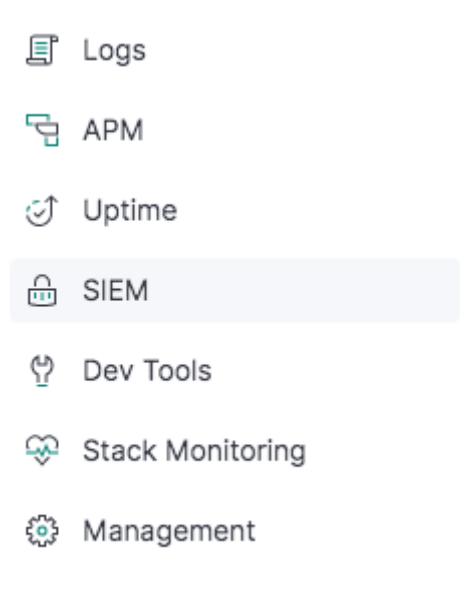 Logs
APM
Uptime
SIEM
Dev Tools
Stack Monitoring
Management